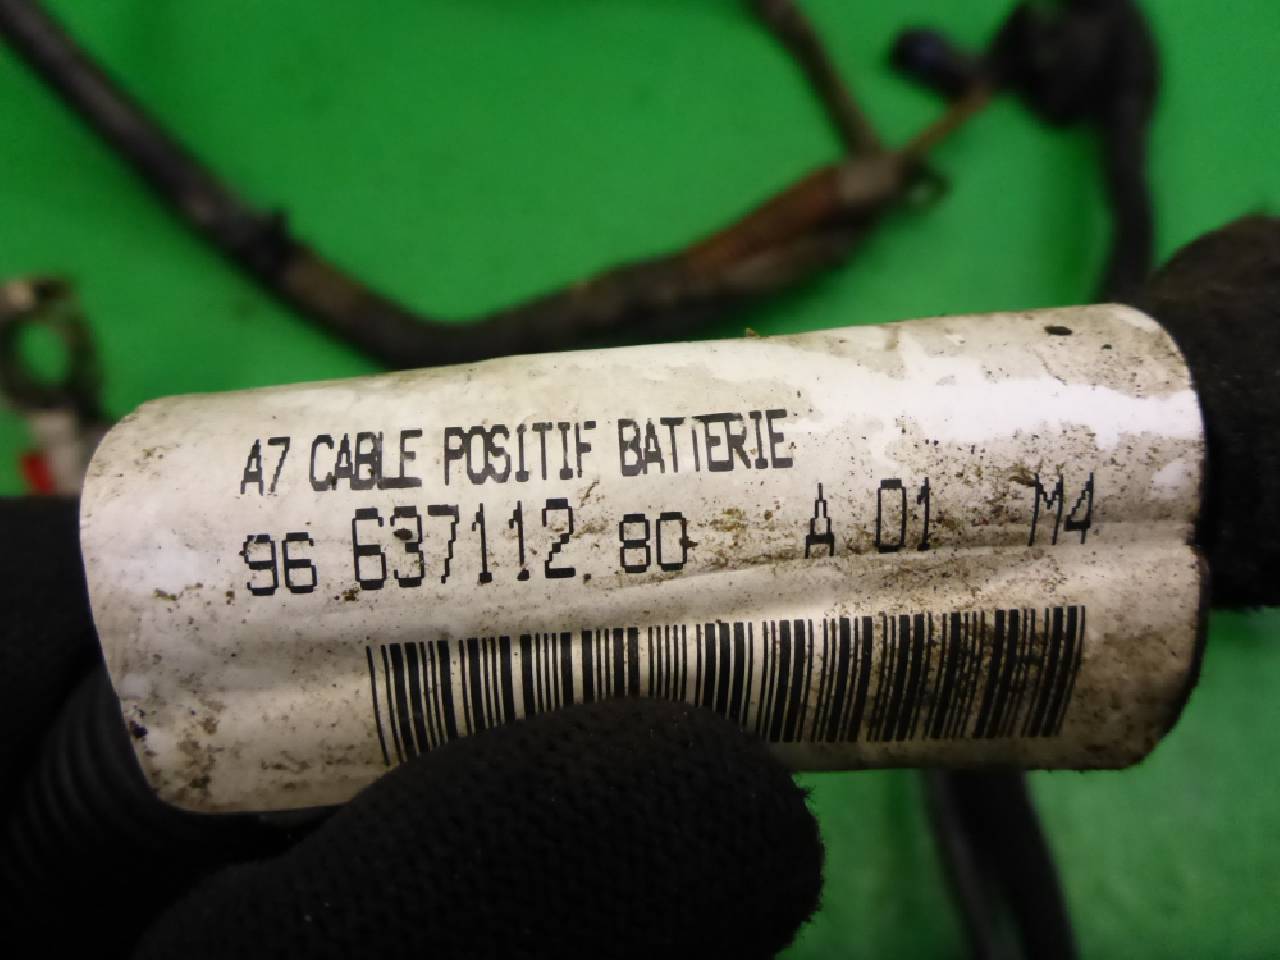 A7 CABLE POSITIF BATTERIE
96 637112 80 A 01 M4